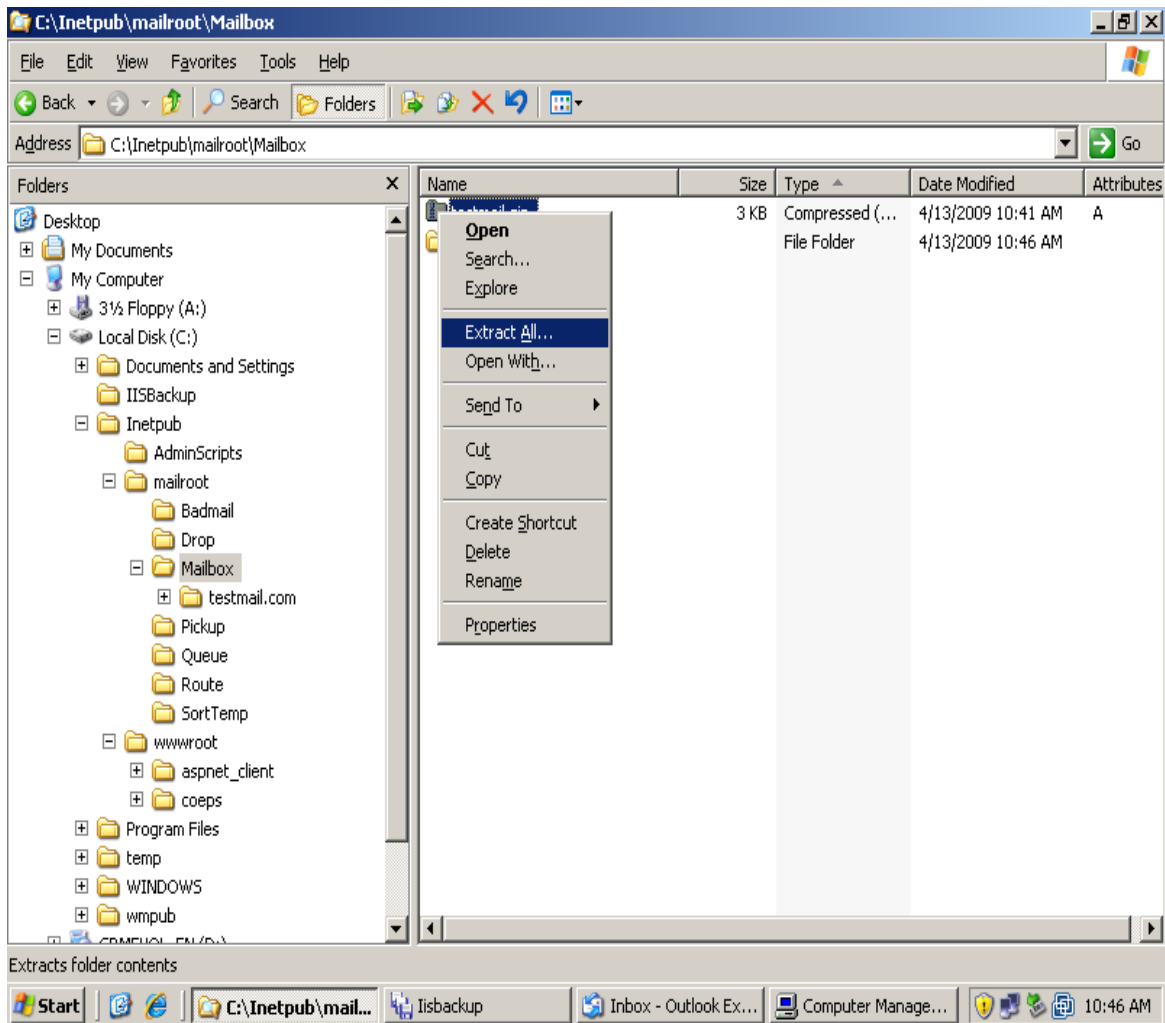 C:\Inetpub\mailroot\Mailbox
File Edit View Favorites Tools Help
Back Search Folders
Address C:\Inetpub\mailroot\Mailbox Go
Folders
Desktop
My Documents
My Computer
3½ Floppy (A:)
Local Disk (C:)
Documents and Settings
IISBackup
Inetpub
AdminScripts
mailroot
Badmail
Drop
Mailbox
testmail.com
Pickup
Queue
Route
SortTemp
wwwroot
aspnet_client
coeps
Program Files
temp
WINDOWS
wmpub
Name Size Type Date Modified Attributes
3 KB Compressed (... 4/13/2009 10:41 AM A
File Folder 4/13/2009 10:46 AM
Open
Search...
Explore
Extract All...
Open With...
Send To
Cut
Copy
Create Shortcut
Delete
Rename
Properties
Extracts folder contents
Start C:\Inetpub\mail... Iisbackup Inbox - Outlook Ex... Computer Manage... 10:46 AM